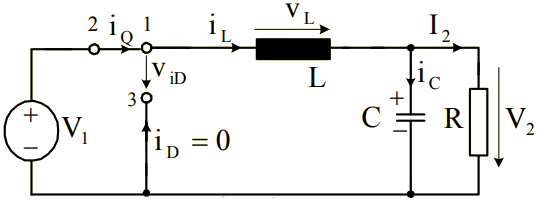 2 i_Q 1 i_L v_L I_2
v_iD
3
+ V_1 −
i_D = 0
L
i_C
C + −
R
V_2